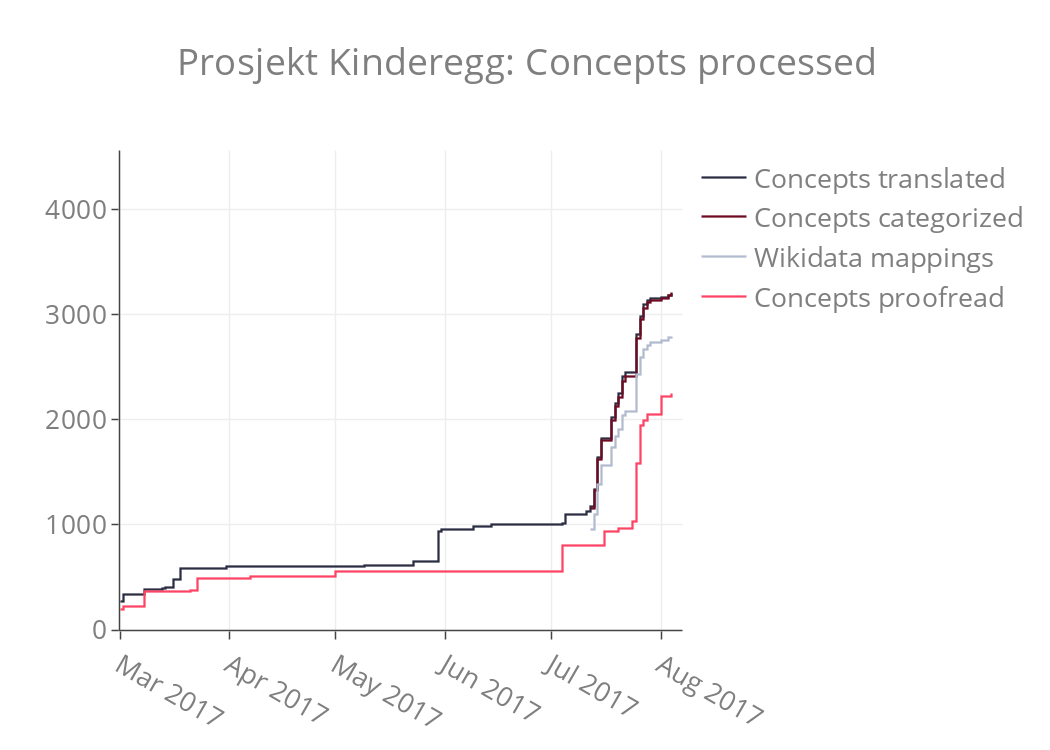 Prosjekt Kinderegg: Concepts processed
Concepts translated
Concepts categorized
Wikidata mappings
Concepts proofread
4000
3000
2000
1000
0
Mar 2017
Apr 2017
May 2017
Jun 2017
Jul 2017
Aug 2017